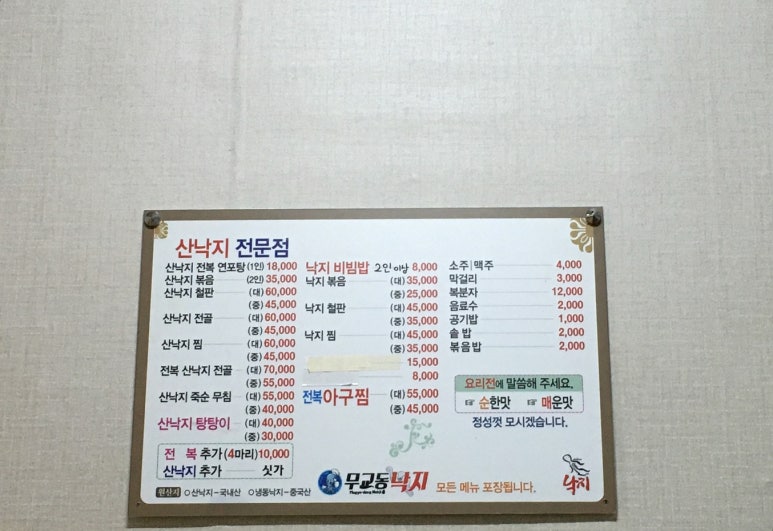 산낙지 전문점
산낙지 전복 연포탕 (1인) 18,000
산낙지 볶음 (2인) 35,000
산낙지 철판 (대) 60,000
(중) 45,000
산낙지 전골 (대) 60,000
(중) 45,000
산낙지 찜 (대) 60,000
(중) 45,000
전복 산낙지 전골 (대) 70,000
(중) 55,000
산낙지 죽순 무침 (대) 55,000
(중) 40,000
산낙지 탕탕이 (대) 40,000
(중) 30,000
전 복 추가 (4마리) 10,000
산낙지 추가 싯가
원산지 ○산낙지-국내산 ○냉동낙지-중국산
낙지 비빔밥 2인 이상 8,000
낙지 볶음 (대) 35,000
(중) 25,000
낙지 철판 (대) 45,000
(중) 35,000
낙지 찜 (대) 45,000
(중) 35,000
15,000
8,000
전복아구찜 (대) 55,000
(중) 45,000
소주|맥주 4,000
막걸리 3,000
복분자 12,000
음료수 2,000
공기밥 1,000
솥 밥 2,000
볶음밥 2,000
요리전에 말씀해 주세요.
☞ 순한맛 ☞ 매운맛
정성껏 모시겠습니다.
무교동낙지
모든 메뉴 포장됩니다.
낙지